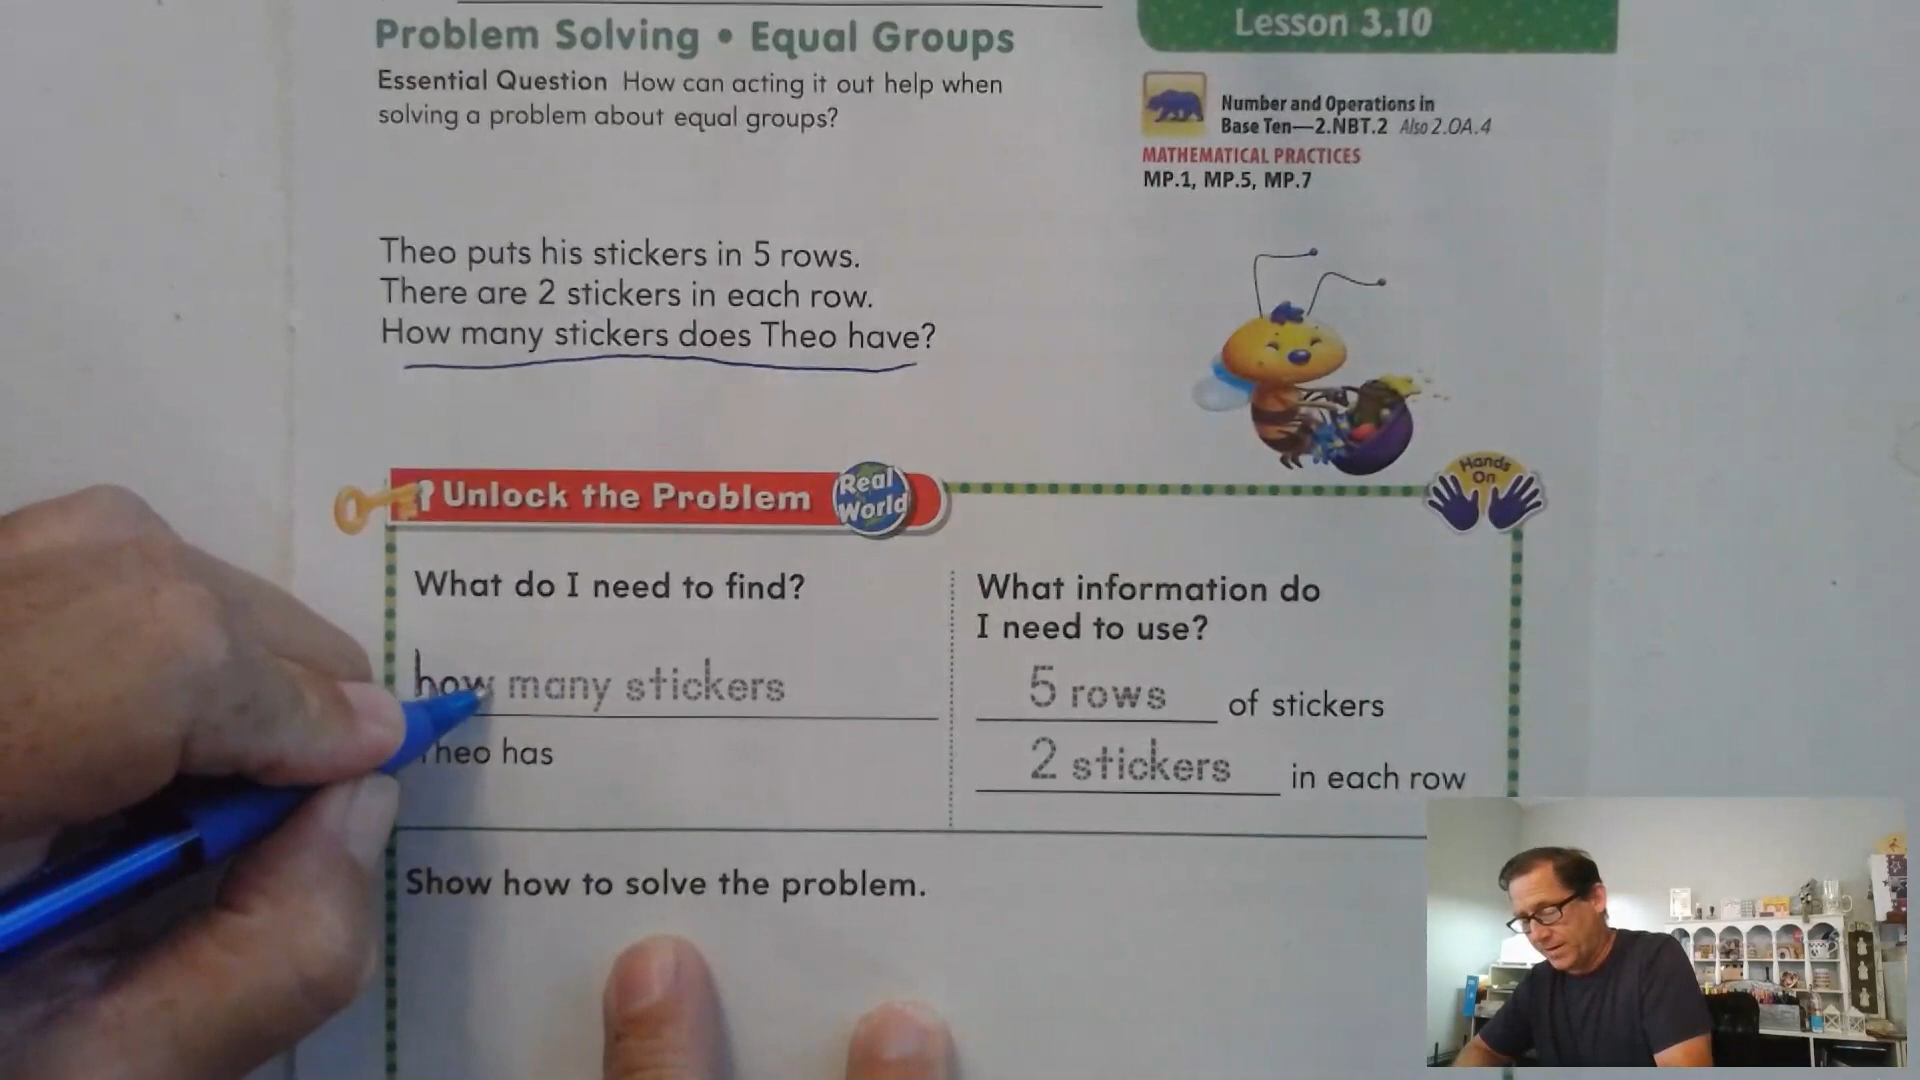 Problem Solving • Equal Groups
Essential Question How can acting it out help when
solving a problem about equal groups?
Lesson 3.10
Number and Operations in
Base Ten—2.NBT.2 Also 2.OA.4
MATHEMATICAL PRACTICES
MP.1, MP.5, MP.7
Theo puts his stickers in 5 rows.
There are 2 stickers in each row.
How many stickers does Theo have?
Unlock the Problem
Real
World
Hands
On
What do I need to find?
how many stickers
Theo has
What information do
I need to use?
5 rows of stickers
2 stickers in each row
Show how to solve the problem.